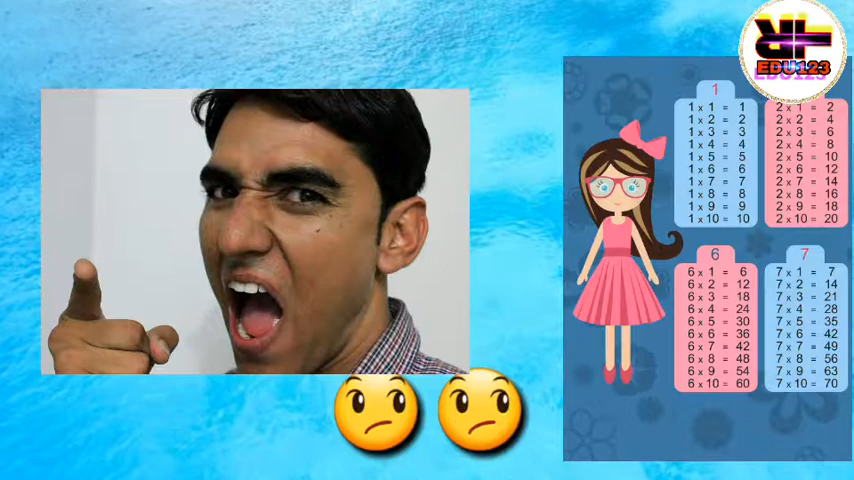 EDU123
1
1 x 1 = 1
1 x 2 = 2
1 x 3 = 3
1 x 4 = 4
1 x 5 = 5
1 x 6 = 6
1 x 7 = 7
1 x 8 = 8
1 x 9 = 9
1 x 10 = 10
2 x 1 = 2
2 x 2 = 4
2 x 3 = 6
2 x 4 = 8
2 x 5 = 10
2 x 6 = 12
2 x 7 = 14
2 x 8 = 16
2 x 9 = 18
2 x 10 = 20
6
6 x 1 = 6
6 x 2 = 12
6 x 3 = 18
6 x 4 = 24
6 x 5 = 30
6 x 6 = 36
6 x 7 = 42
6 x 8 = 48
6 x 9 = 54
6 x 10 = 60
7
7 x 1 = 7
7 x 2 = 14
7 x 3 = 21
7 x 4 = 28
7 x 5 = 35
7 x 6 = 42
7 x 7 = 49
7 x 8 = 56
7 x 9 = 63
7 x 10 = 70